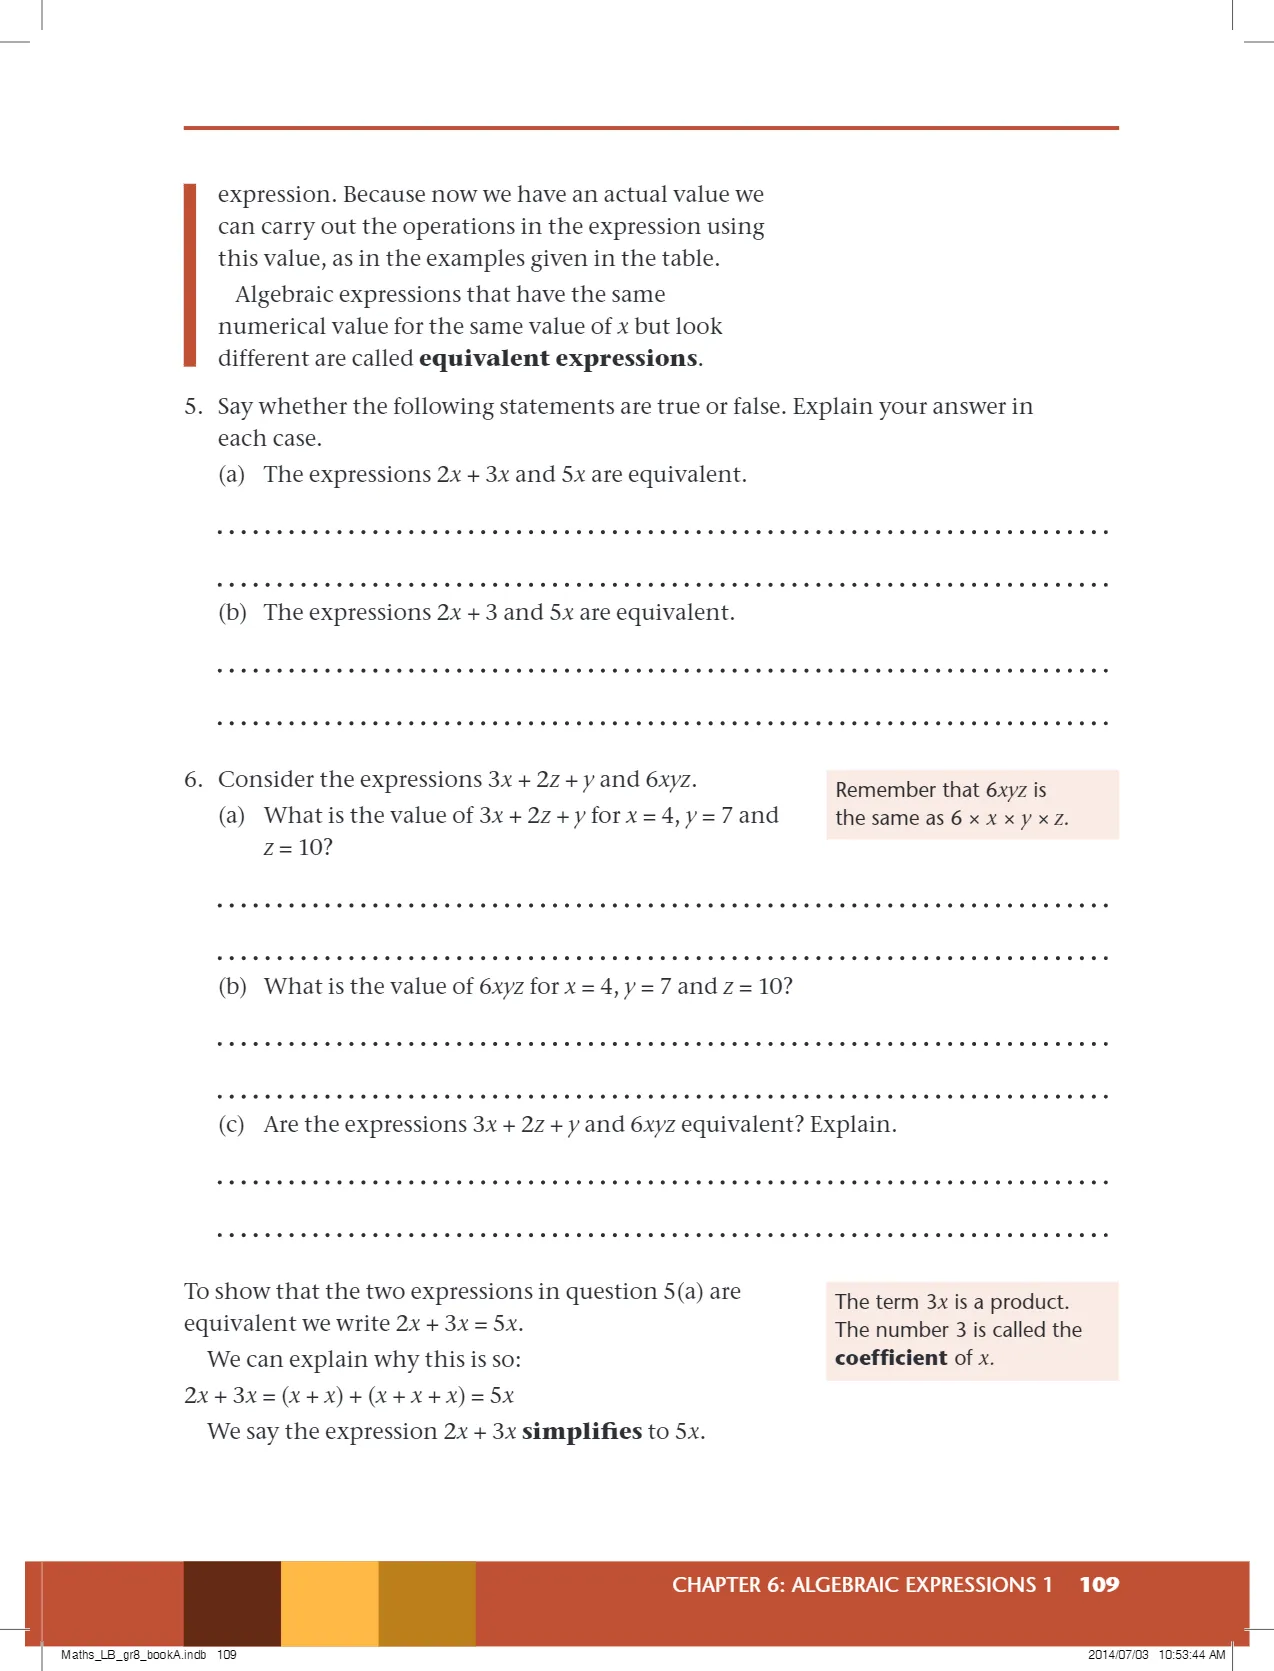 expression. Because now we have an actual value we
can carry out the operations in the expression using
this value, as in the examples given in the table.
Algebraic expressions that have the same
numerical value for the same value of x but look
different are called equivalent expressions.
5. Say whether the following statements are true or false. Explain your answer in
each case.
(a) The expressions 2x + 3x and 5x are equivalent.
(b) The expressions 2x + 3 and 5x are equivalent.
6. Consider the expressions 3x + 2z + y and 6xyz.
(a) What is the value of 3x + 2z + y for x = 4, y = 7 and
z = 10?
Remember that 6xyz is
the same as 6 × x × y × z.
(b) What is the value of 6xyz for x = 4, y = 7 and z = 10?
(c) Are the expressions 3x + 2z + y and 6xyz equivalent? Explain.
To show that the two expressions in question 5(a) are
equivalent we write 2x + 3x = 5x.
We can explain why this is so:
2x + 3x = (x + x) + (x + x + x) = 5x
We say the expression 2x + 3x simplifies to 5x.
The term 3x is a product.
The number 3 is called the
coefficient of x.
CHAPTER 6: ALGEBRAIC EXPRESSIONS 1 109
Maths_LB_gr8_bookA.indb 109
2014/07/03 10:53:44 AM